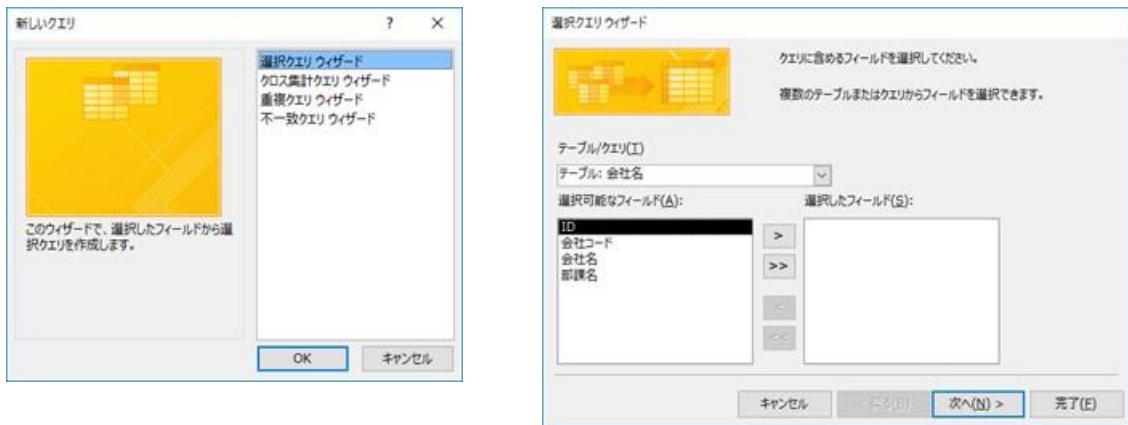 新しいクエリ ? ×
選択クエリ ウィザード
クロス集計クエリ ウィザード
重複クエリ ウィザード
不一致クエリ ウィザード
このウィザードで、選択したフィールドから選
択クエリを作成します。
OK キャンセル
選択クエリ ウィザード
クエリに含めるフィールドを選択してください。
複数のテーブルまたはクエリからフィールドを選択できます。
テーブル/クエリ(T)
テーブル: 会社名
選択可能なフィールド(A): 選択したフィールド(S):
ID
会社コード
会社名
部課名
>
>>
<
<<
キャンセル 次へ(N) > 完了(F)